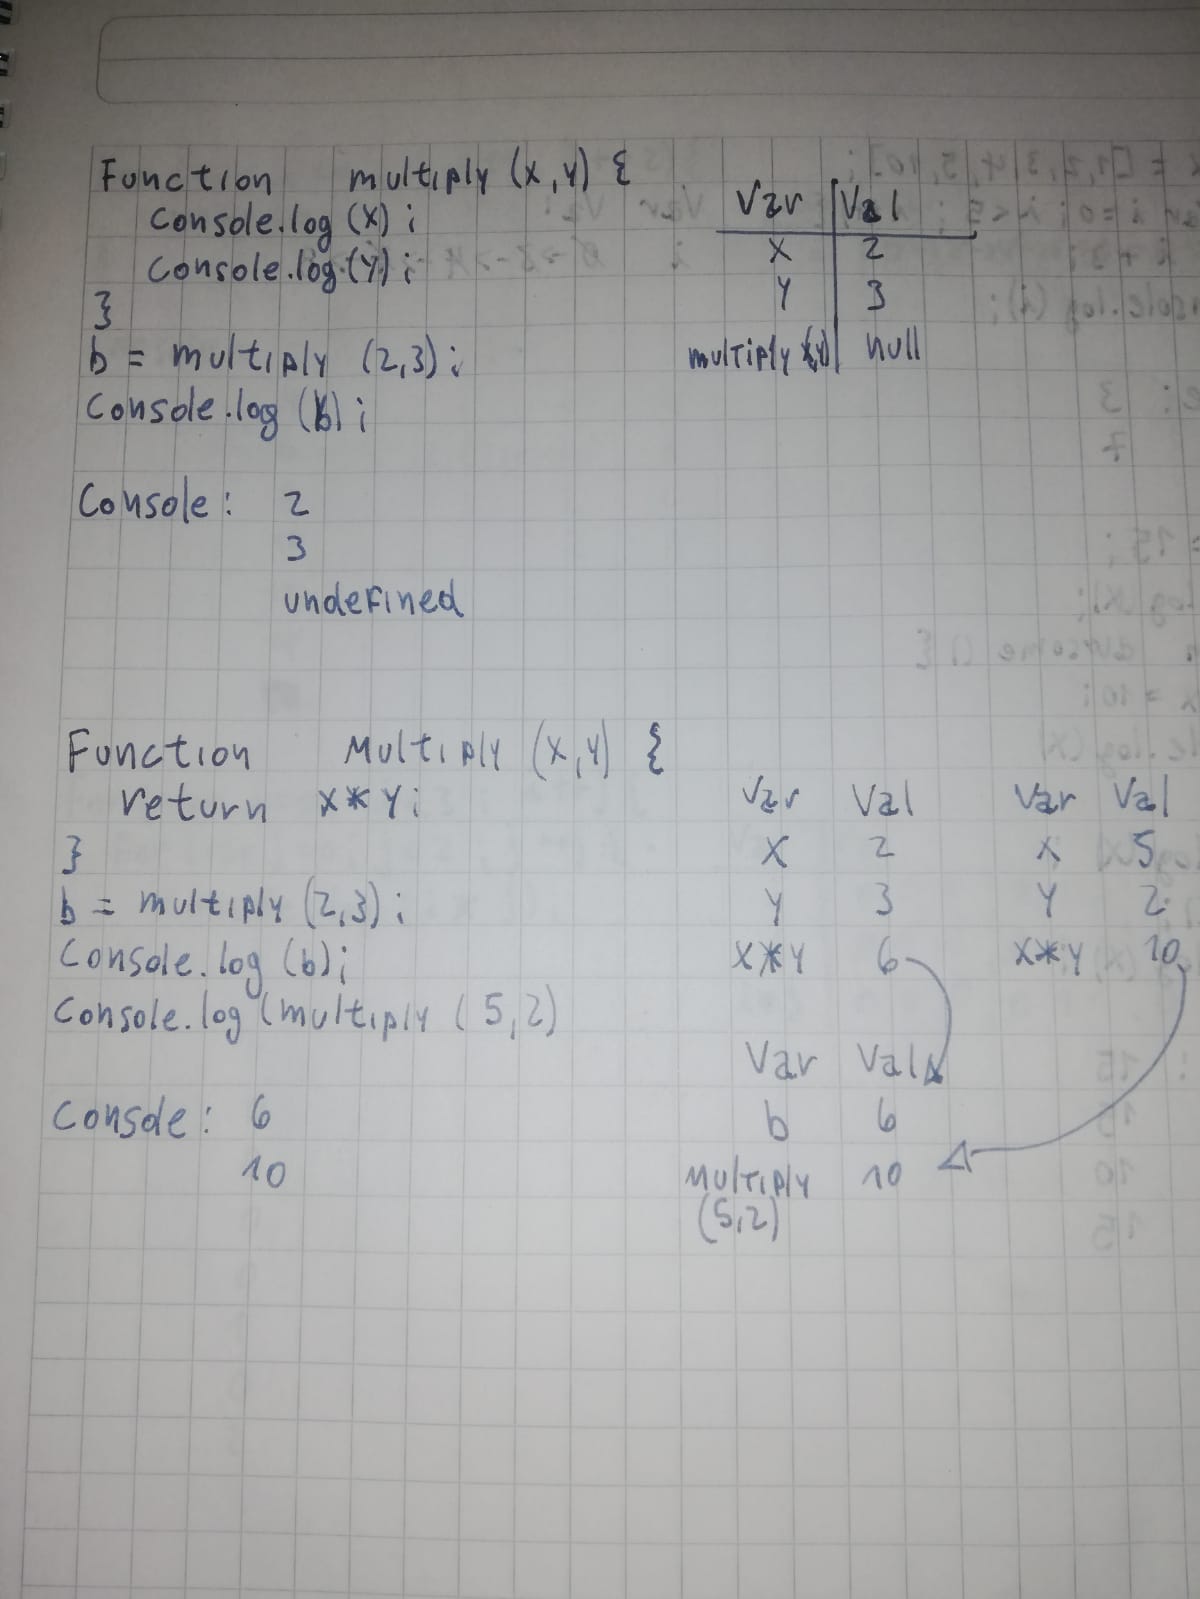 Function multiply (x,y) {
Console.log (x);
Console.log (y);
}
b = multiply (2,3);
Console.log (b);
Var Val
x 2
y 3
multiply (x,y) null
Console: 2
3
undefined
Function Multiply (x,y) {
return x*y;
}
b = multiply (2,3);
Console.log (b);
Console.log (multiply (5,2)
Var Val
x 2
y 3
x*y 6
Var Val
x 5
y 2
x*y 10
Var Val
b 6
Multiply 10
(5,2)
Console: 6
10